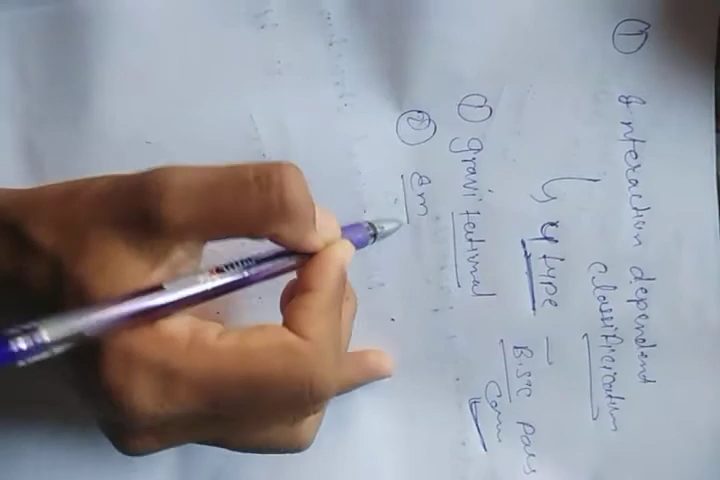 ① Interaction dependent
Classification
↳ 4 type — B.Sc Pass
Com
① gravitational
② em